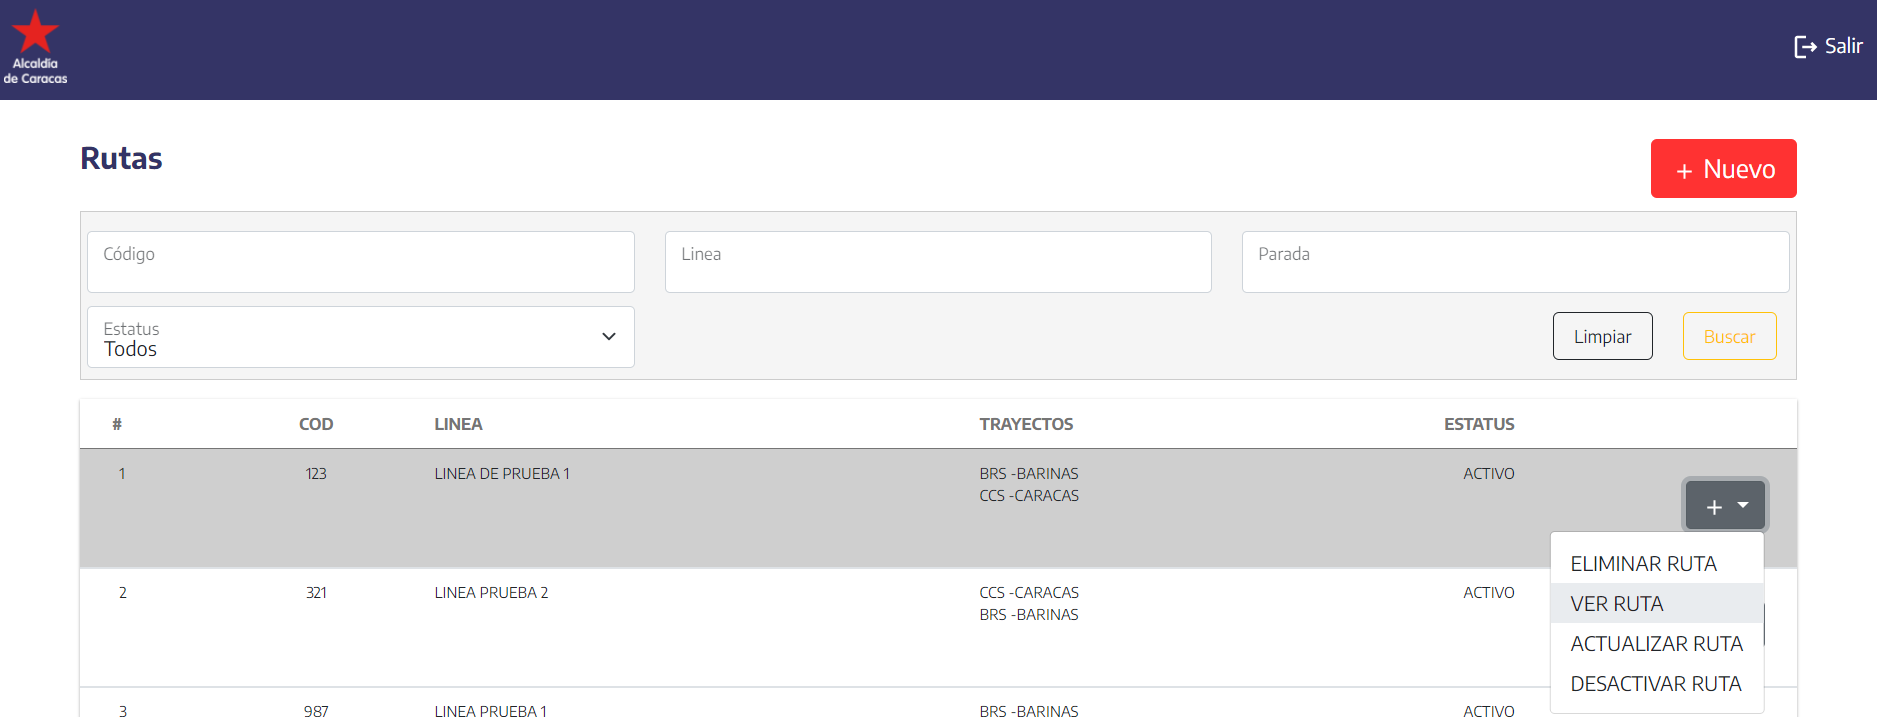 Alcaldía
de Caracas
Salir
Rutas
+ Nuevo
Código
Linea
Parada
Estatus
Todos
Limpiar
Buscar
# COD LINEA TRAYECTOS ESTATUS
1 123 LINEA DE PRUEBA 1 BRS -BARINAS ACTIVO
CCS -CARACAS
+
ELIMINAR RUTA
2 321 LINEA PRUEBA 2 CCS -CARACAS ACTIVO
VER RUTA
BRS -BARINAS
ACTUALIZAR RUTA
DESACTIVAR RUTA
3 987 LINEA PRUEBA 1 BRS -BARINAS ACTIVO